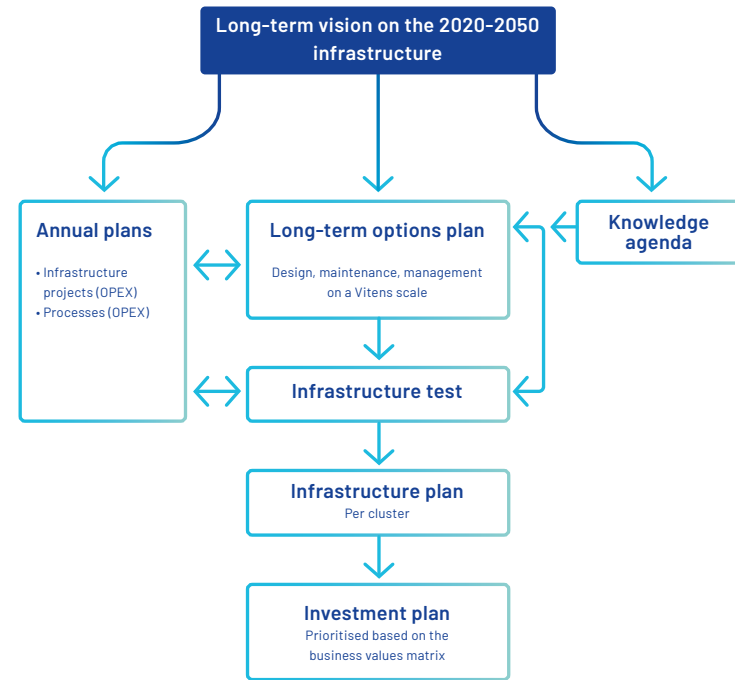 Long-term vision on the 2020-2050
infrastructure
Annual plans
• Infrastructure
projects (OPEX)
• Processes (OPEX)
Long-term options plan
Design, maintenance, management
on a Vitens scale
Knowledge
agenda
Infrastructure test
Infrastructure plan
Per cluster
Investment plan
Prioritised based on the
business values matrix